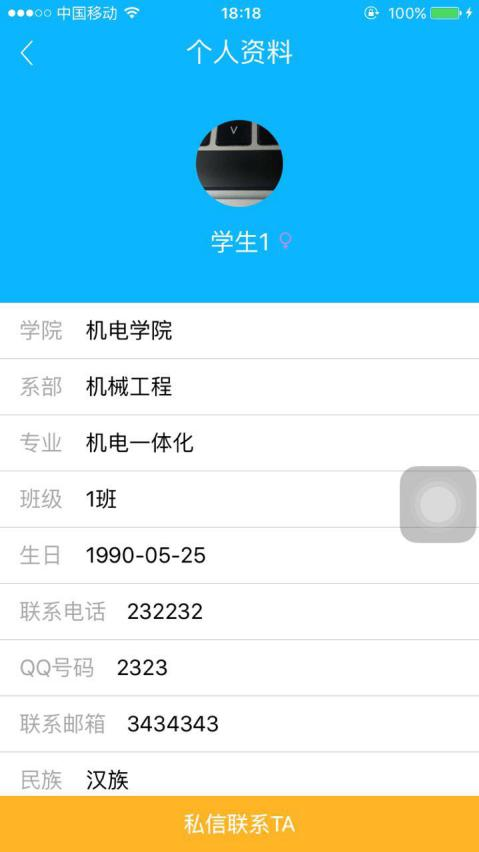 中国移动 18:18 100%
个人资料
V
学生1
学院 机电学院
系部 机械工程
专业 机电一体化
班级 1班
生日 1990-05-25
联系电话 232232
QQ号码 2323
联系邮箱 3434343
民族 汉族
私信联系TA